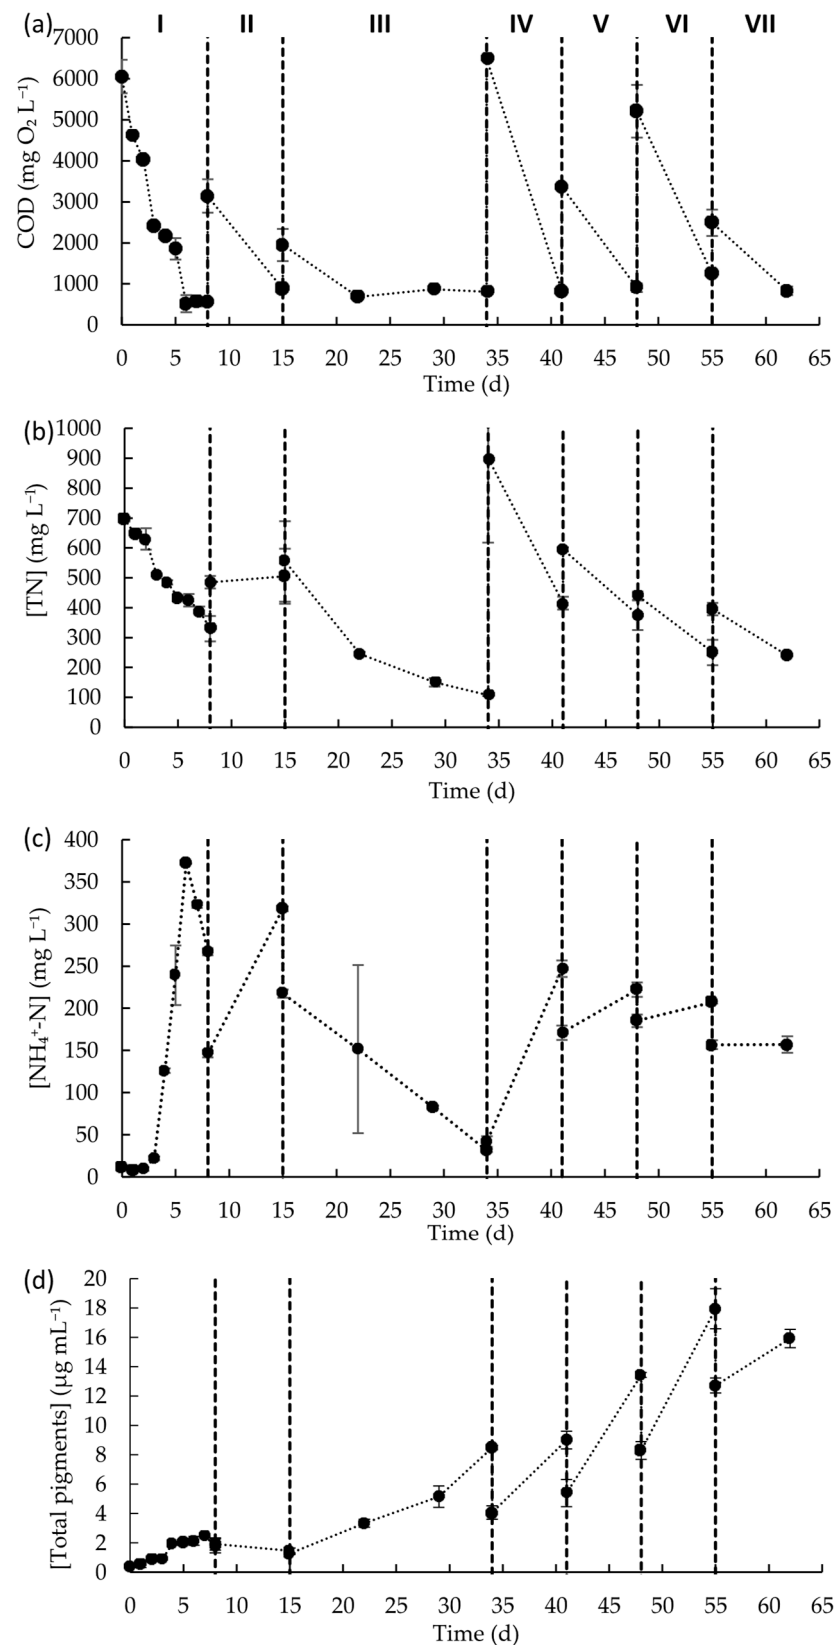 (a) I II III IV V VI VII
COD (mg O₂ L⁻¹)
7000
6000
5000
4000
3000
2000
1000
0
0 5 10 15 20 25 30 35 40 45 50 55 60 65
Time (d)
(b)
[TN] (mg L⁻¹)
1000
900
800
700
600
500
400
300
200
100
0
0 5 10 15 20 25 30 35 40 45 50 55 60 65
Time (d)
(c)
[NH₄⁺-N] (mg L⁻¹)
400
350
300
250
200
150
100
50
0
0 5 10 15 20 25 30 35 40 45 50 55 60 65
Time (d)
(d)
[Total pigments] (µg mL⁻¹)
20
18
16
14
12
10
8
6
4
2
0
0 5 10 15 20 25 30 35 40 45 50 55 60 65
Time (d)